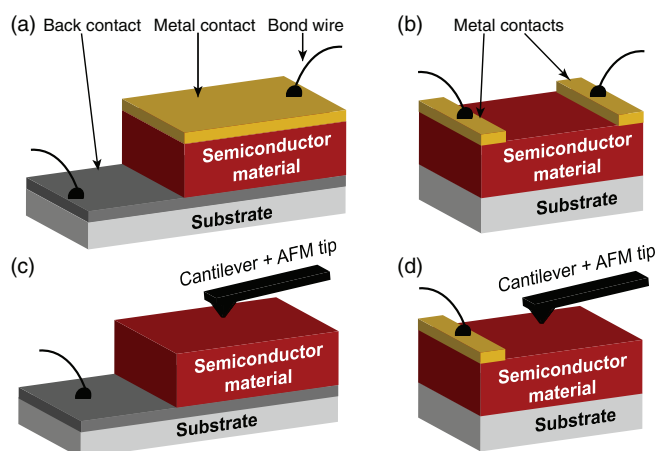 (a) Back contact Metal contact Bond wire
Semiconductor
material
Substrate
(b) Metal contacts
Semiconductor
material
Substrate
(c)
Cantilever + AFM tip
Semiconductor
material
Substrate
(d)
Cantilever + AFM tip
Semiconductor
material
Substrate